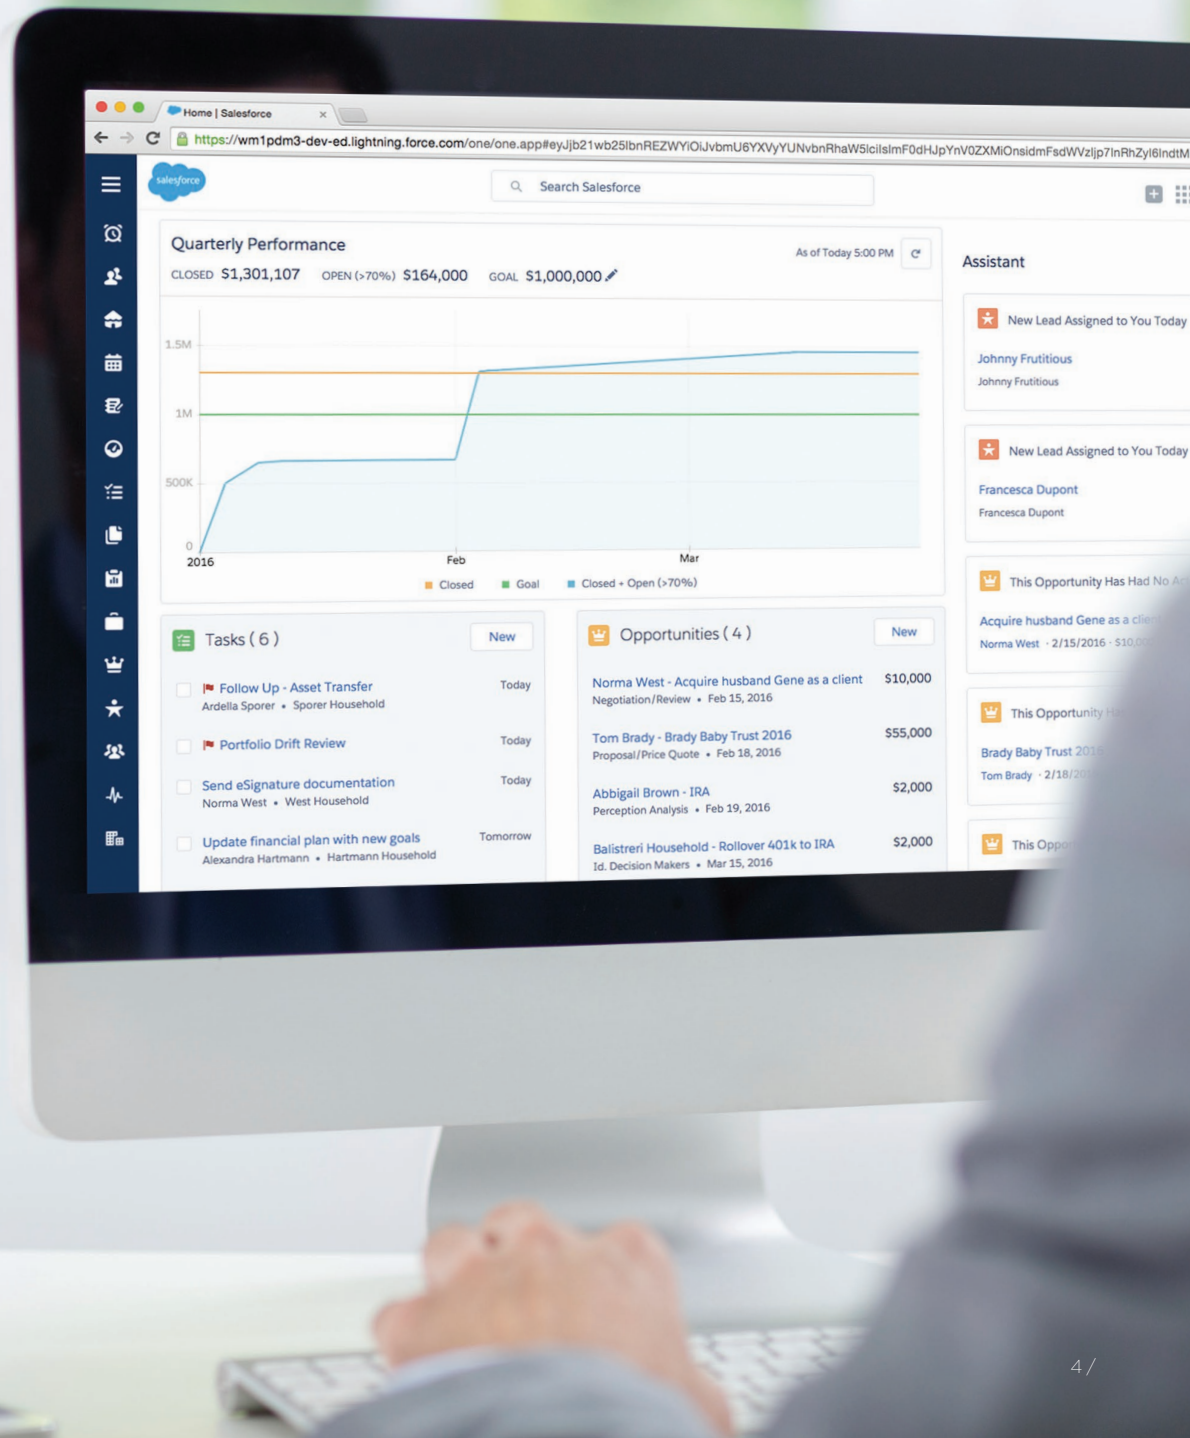 Home | Salesforce
https://wm1pdm3-dev-ed.lightning.force.com/one/one.app#
salesforce
Search Salesforce
Quarterly Performance
As of Today 5:00 PM
CLOSED $1,301,107 OPEN (>70%) $164,000 GOAL $1,000,000
1.5M
1M
500K
0
2016 Feb Mar
Closed Goal Closed + Open (>70%)
Tasks ( 6 )
New
Follow Up - Asset Transfer Today
Ardella Sporer • Sporer Household
Portfolio Drift Review Today
Send eSignature documentation Today
Norma West • West Household
Update financial plan with new goals Tomorrow
Alexandra Hartmann • Hartmann Household
Opportunities ( 4 )
New
Norma West - Acquire husband Gene as a client $10,000
Negotiation/Review • Feb 15, 2016
Tom Brady - Brady Baby Trust 2016 $55,000
Proposal/Price Quote • Feb 18, 2016
Abbigail Brown - IRA $2,000
Perception Analysis • Feb 19, 2016
Balistreri Household - Rollover 401k to IRA $2,000
Id. Decision Makers • Mar 15, 2016
Assistant
New Lead Assigned to You Today
Johnny Frutitious
Johnny Frutitious
New Lead Assigned to You Today
Francesca Dupont
Francesca Dupont
This Opportunity Has Had No
Acquire husband Gene as a client
Norma West · 2/15/2016 ·
This Opportunity
Brady Baby Trust 2016
Tom Brady · 2/18/
This
4 /